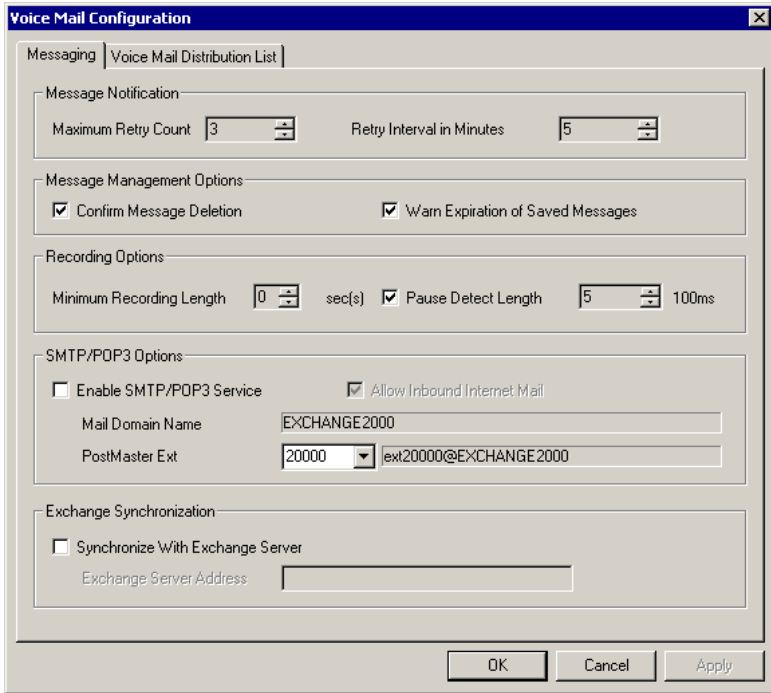 Voice Mail Configuration
Messaging Voice Mail Distribution List
Message Notification
Maximum Retry Count 3 Retry Interval in Minutes 5
Message Management Options
Confirm Message Deletion Warn Expiration of Saved Messages
Recording Options
Minimum Recording Length 0 sec(s) Pause Detect Length 5 100ms
SMTP/POP3 Options
Enable SMTP/POP3 Service Allow Inbound Internet Mail
Mail Domain Name EXCHANGE2000
PostMaster Ext 20000 ext20000@EXCHANGE2000
Exchange Synchronization
Synchronize With Exchange Server
Exchange Server Address
OK Cancel Apply